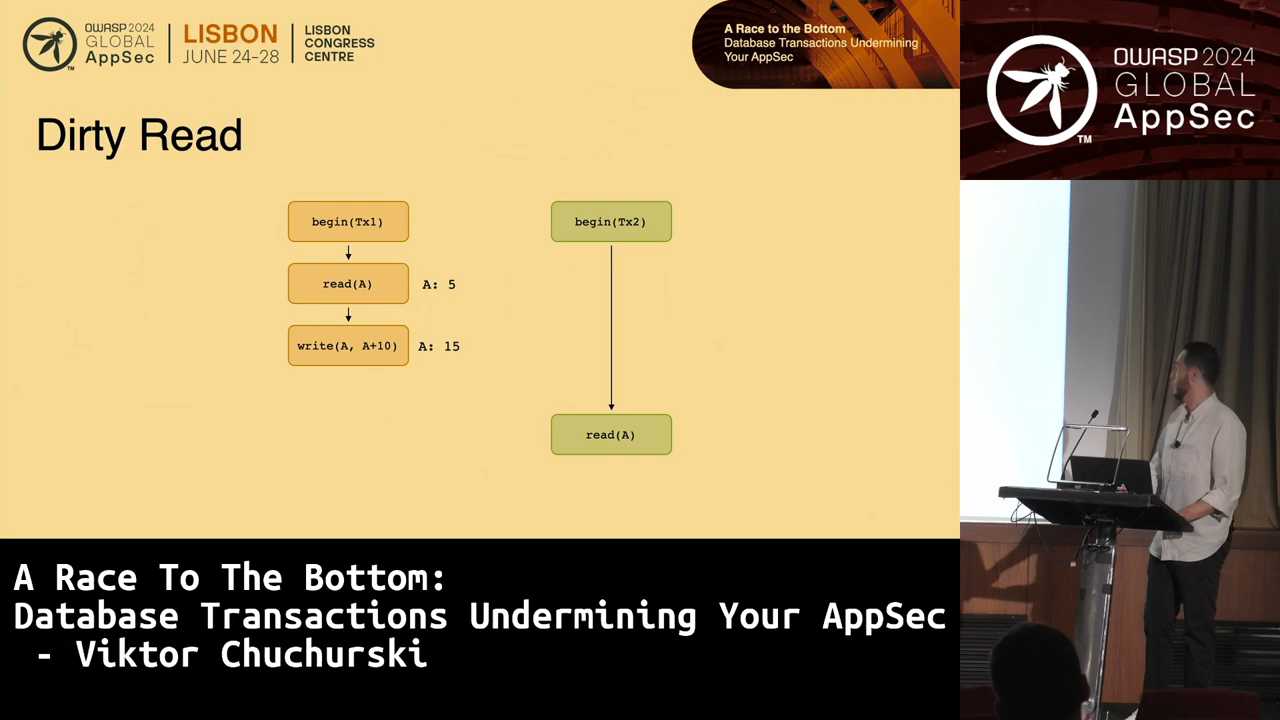 OWASP 2024
GLOBAL
AppSec
TM
LISBON
JUNE 24-28
LISBON
CONGRESS
CENTRE
A Race to the Bottom
Database Transactions Undermining
Your AppSec
OWASP 2024
GLOBAL
AppSec
TM
Dirty Read
begin(Tx1)
begin(Tx2)
read(A) A: 5
write(A, A+10) A: 15
read(A)
A Race To The Bottom:
Database Transactions Undermining Your AppSec
- Viktor Chuchurski